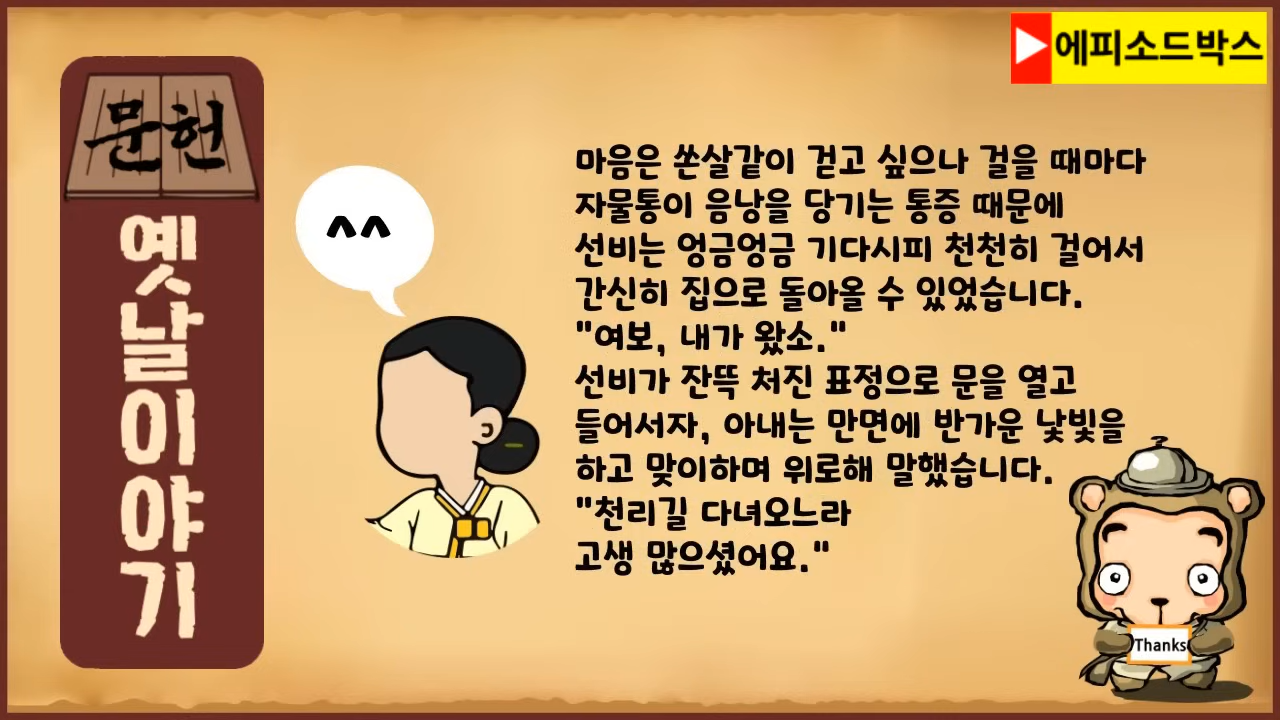 에피소드박스
문헌
옛날이야기
^^
마음은 쏜살같이 걷고 싶으나 걸을 때마다
자물통이 음낭을 당기는 통증 때문에
선비는 엉금엉금 기다시피 천천히 걸어서
간신히 집으로 돌아올 수 있었습니다.
"여보, 내가 왔소."
선비가 잔뜩 처진 표정으로 문을 열고
들어서자, 아내는 만면에 반가운 낯빛을
하고 맞이하며 위로해 말했습니다.
"천리길 다녀오느라
고생 많으셨어요."
Thanks